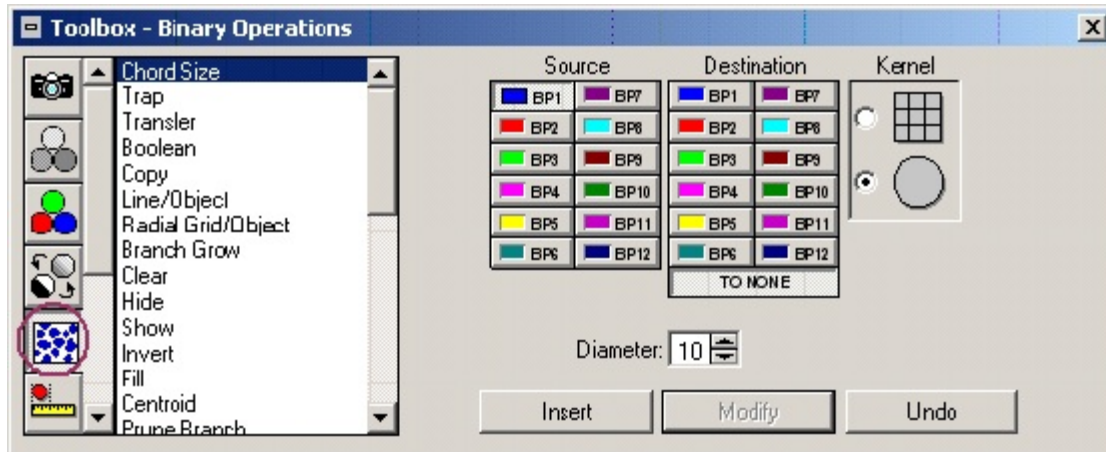 Toolbox - Binary Operations
Chord Size
Trap
Transler
Boolean
Copy
Line/Object
Radial Grid/Object
Branch Grow
Clear
Hide
Show
Invert
Fill
Centroid
Prune Branch
Source
BP1 BP7
BP2 BP8
BP3 BP9
BP4 BP10
BP5 BP11
BP6 BP12
Destination
BP1 BP7
BP2 BP8
BP3 BP9
BP4 BP10
BP5 BP11
BP6 BP12
TO NONE
Kernel
Diameter: 10
Insert Modify Undo